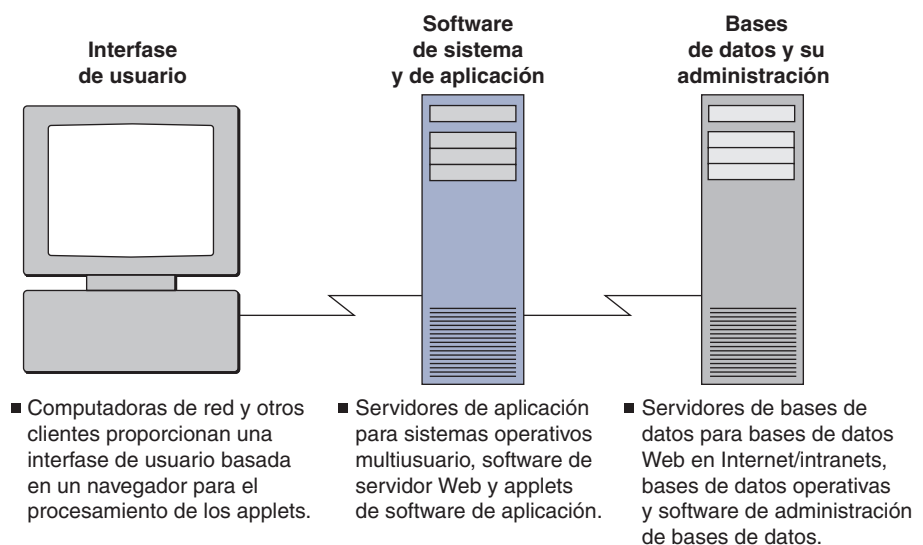 Interfase
de usuario
Software
de sistema
y de aplicación
Bases
de datos y su
administración
■ Computadoras de red y otros
clientes proporcionan una
interfase de usuario basada
en un navegador para el
procesamiento de los applets.
■ Servidores de aplicación
para sistemas operativos
multiusuario, software de
servidor Web y applets
de software de aplicación.
■ Servidores de bases de
datos para bases de datos
Web en Internet/intranets,
bases de datos operativas
y software de administración
de bases de datos.